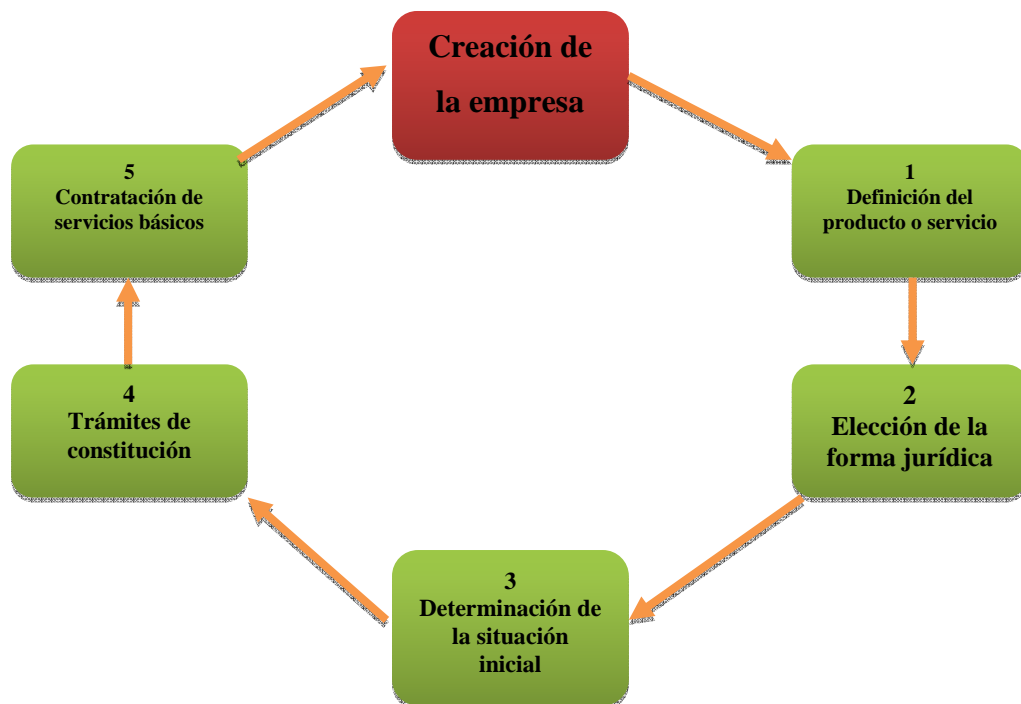 Creación de
la empresa
1
Definición del
producto o servicio
2
Elección de la
forma jurídica
3
Determinación de
la situación
inicial
4
Trámites de
constitución
5
Contratación de
servicios básicos